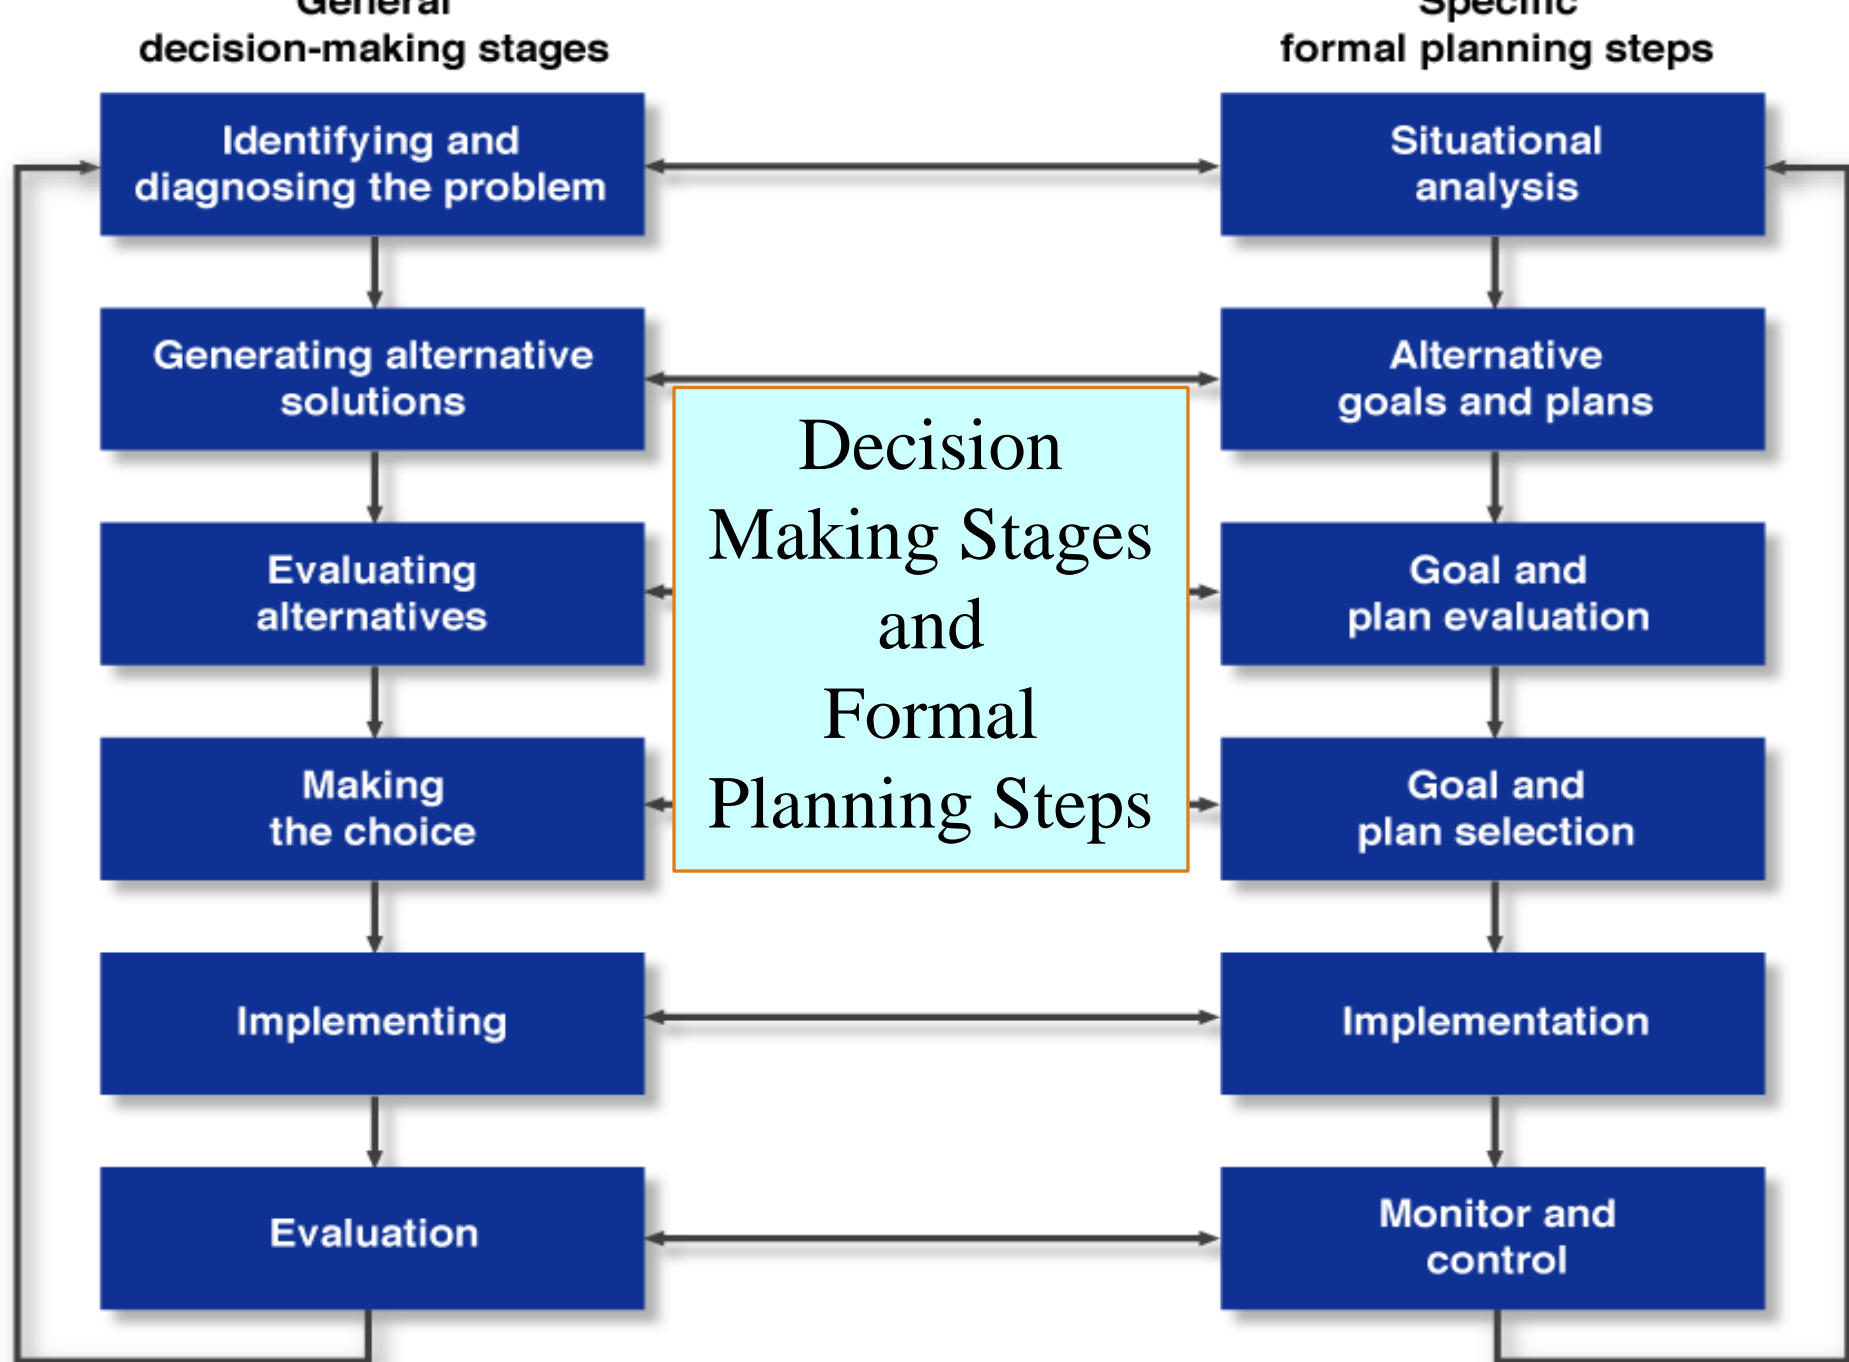 General
decision-making stages
Identifying and
diagnosing the problem
Generating alternative
solutions
Evaluating
alternatives
Making
the choice
Implementing
Evaluation
Decision
Making Stages
and
Formal
Planning Steps
Specific
formal planning steps
Situational
analysis
Alternative
goals and plans
Goal and
plan evaluation
Goal and
plan selection
Implementation
Monitor and
control